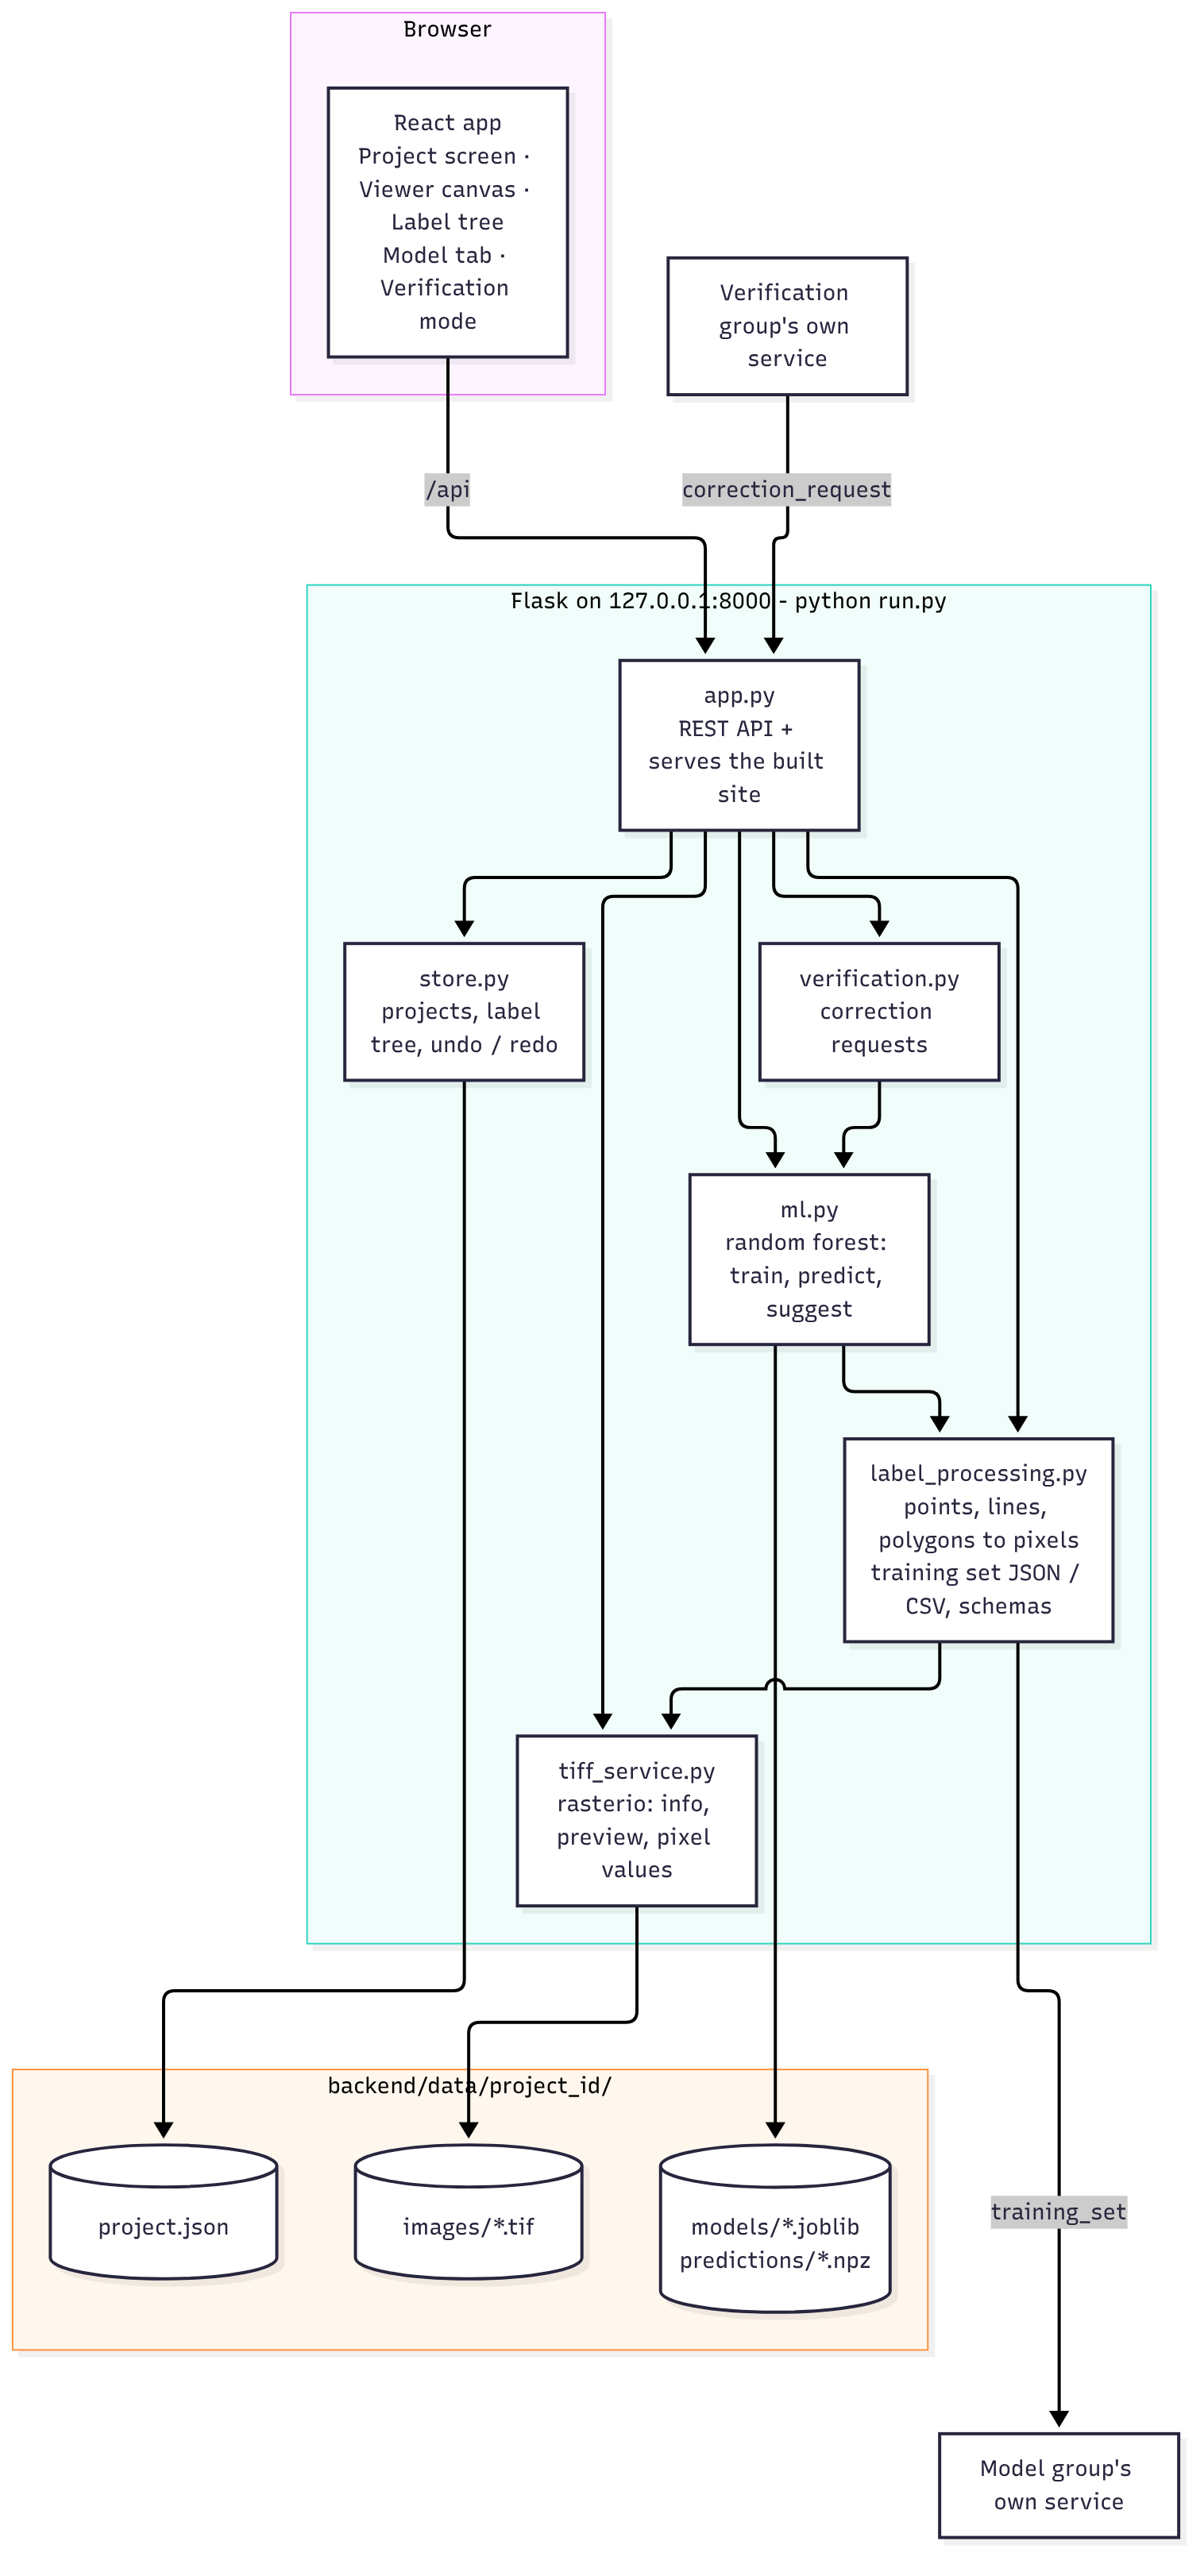 Browser
React app
Project screen ·
Viewer canvas ·
Label tree
Model tab ·
Verification
mode
Verification
group's own
service
/api
correction_request
Flask on 127.0.0.1:8000 - python run.py
app.py
REST API +
serves the built
site
store.py
projects, label
tree, undo / redo
verification.py
correction
requests
ml.py
random forest:
train, predict,
suggest
label_processing.py
points, lines,
polygons to pixels
training set JSON /
CSV, schemas
tiff_service.py
rasterio: info,
preview, pixel
values
backend/data/project_id/
project.json
images/*.tif
models/*.joblib
predictions/*.npz
training_set
Model group's
own service